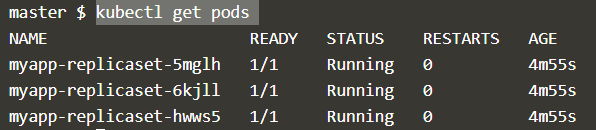 master $ kubectl get pods
NAME READY STATUS RESTARTS AGE
myapp-replicaset-5mglh 1/1 Running 0 4m55s
myapp-replicaset-6kjll 1/1 Running 0 4m55s
myapp-replicaset-hwws5 1/1 Running 0 4m55s